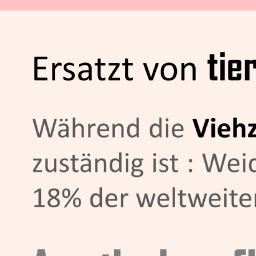 Ersatzt von tier
Während die Viehz
zuständig ist : Weid
18% der weltweiten